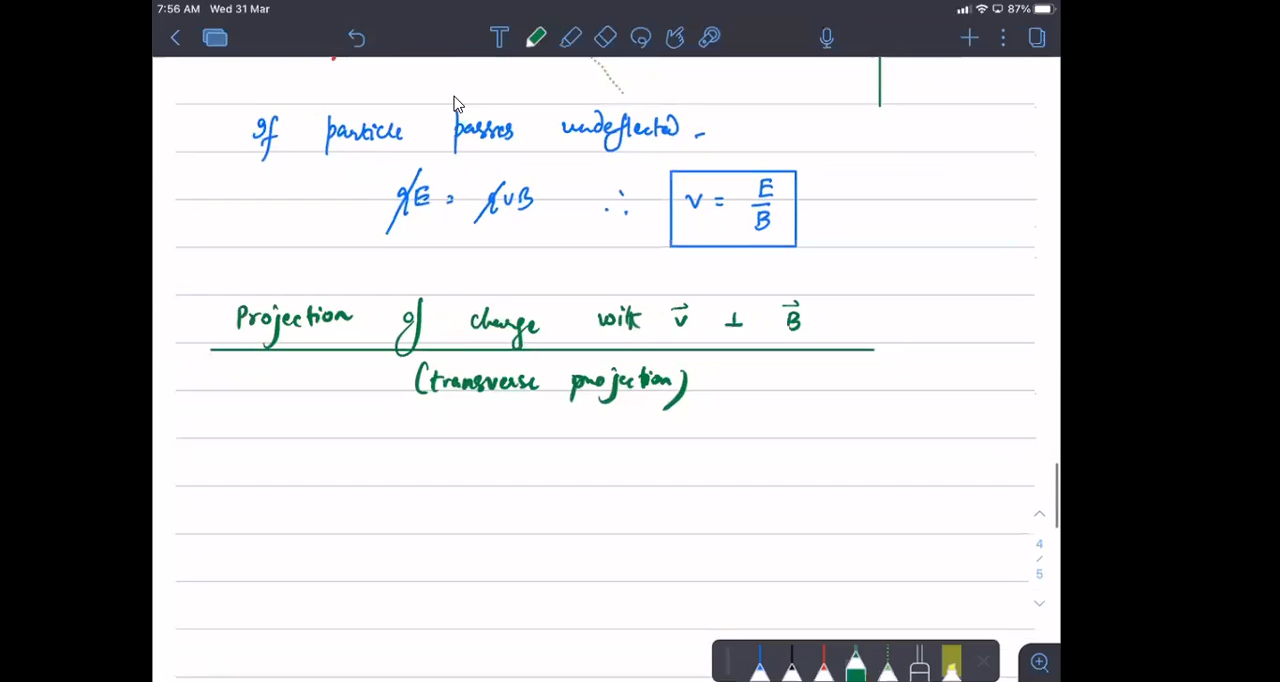 7:56 AM Wed 31 Mar 87%
If particle passes undeflected -
qE = qvB ∴ v = E/B
Projection of charge with v⃗ ⊥ B⃗
(transverse projection)
4
/
5